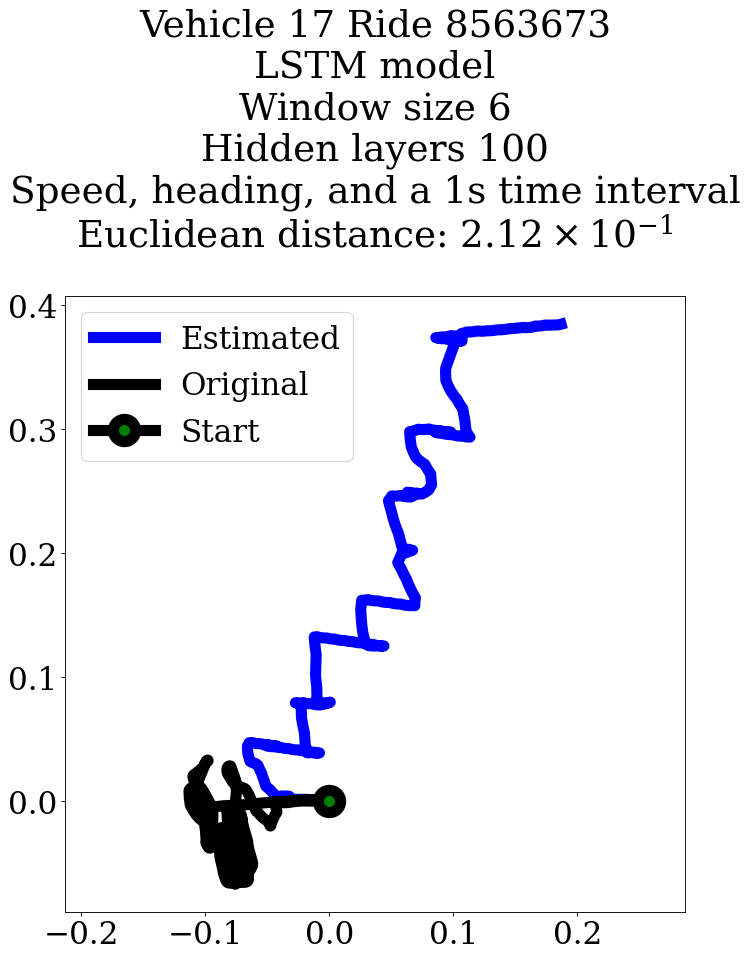 Vehicle 17 Ride 8563673
LSTM model
Window size 6
Hidden layers 100
Speed, heading, and a 1s time interval
Euclidean distance: 2.12 × 10⁻¹
Estimated
Original
Start
0.4
0.3
0.2
0.1
0.0
−0.2 −0.1 0.0 0.1 0.2